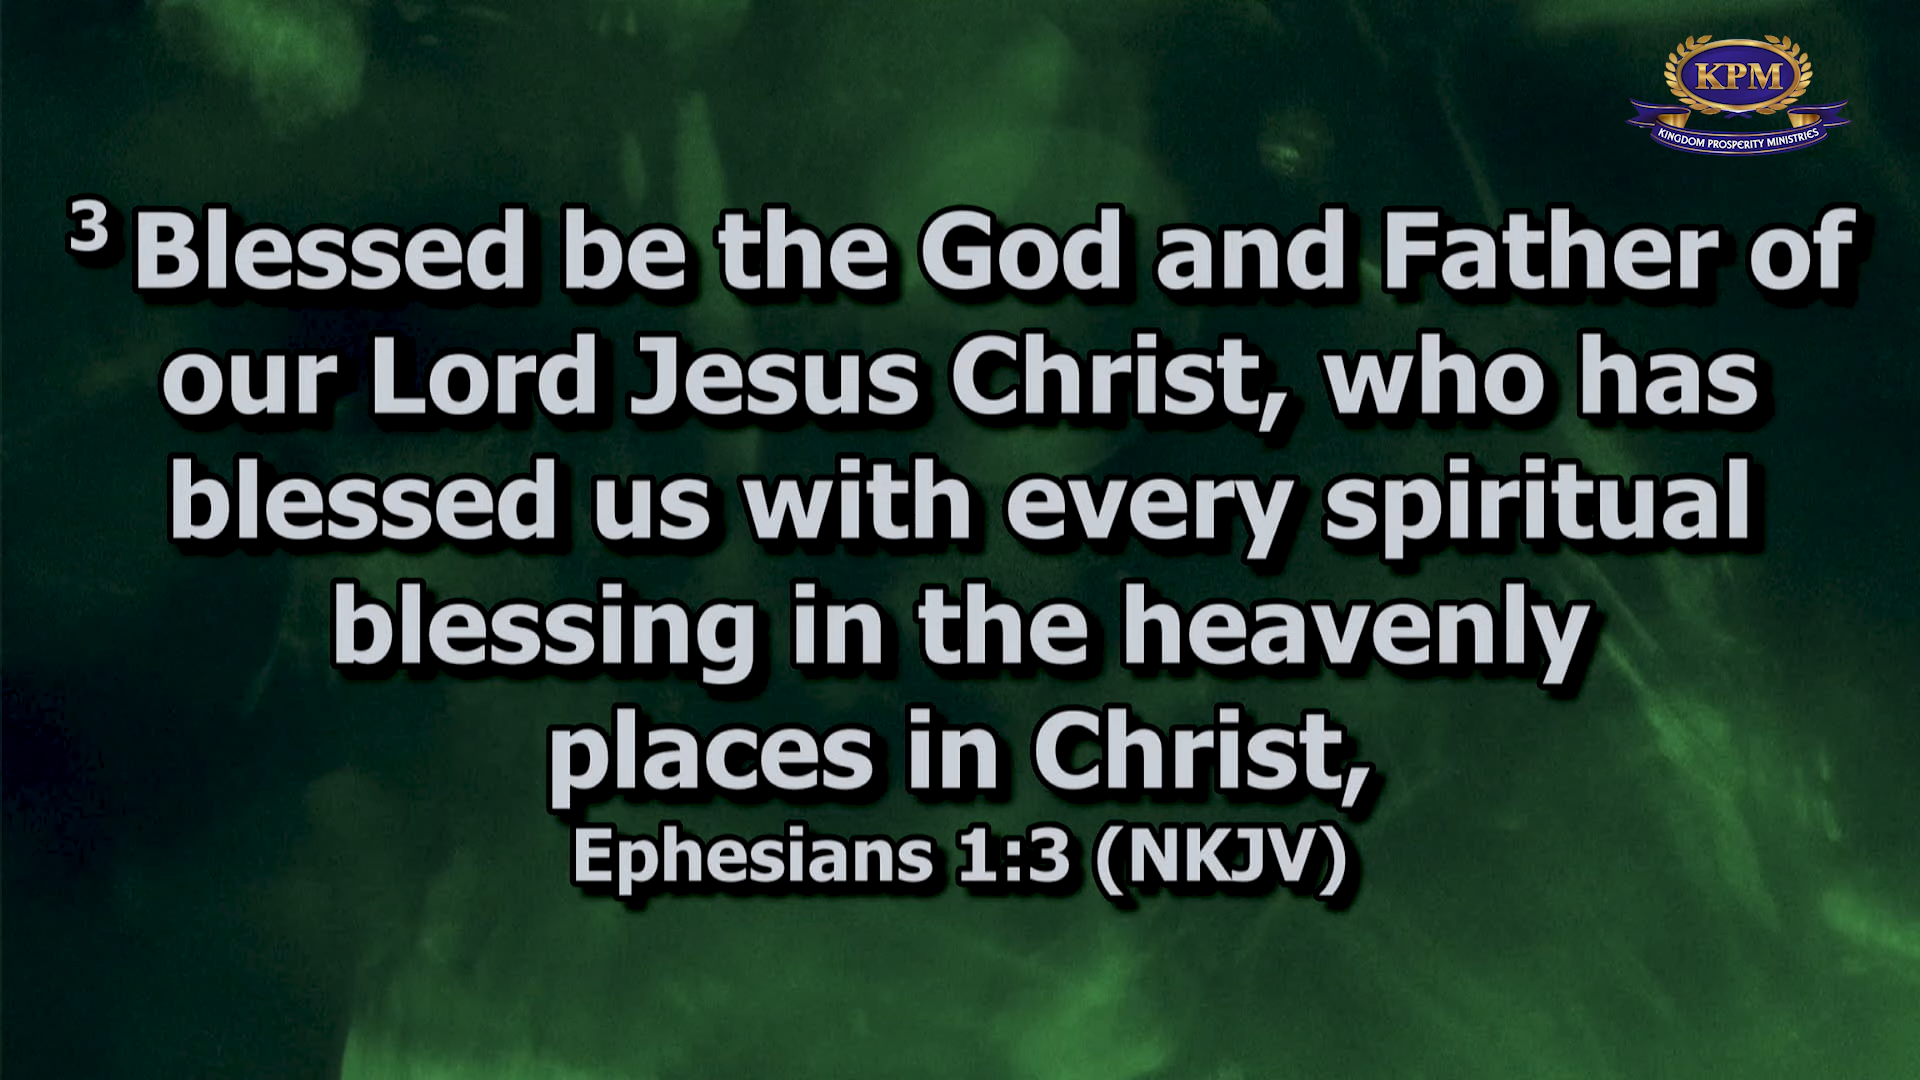 KPM
KINGDOM PROSPERITY MINISTRIES
3 Blessed be the God and Father of
our Lord Jesus Christ, who has
blessed us with every spiritual
blessing in the heavenly
places in Christ,
Ephesians 1:3 (NKJV)